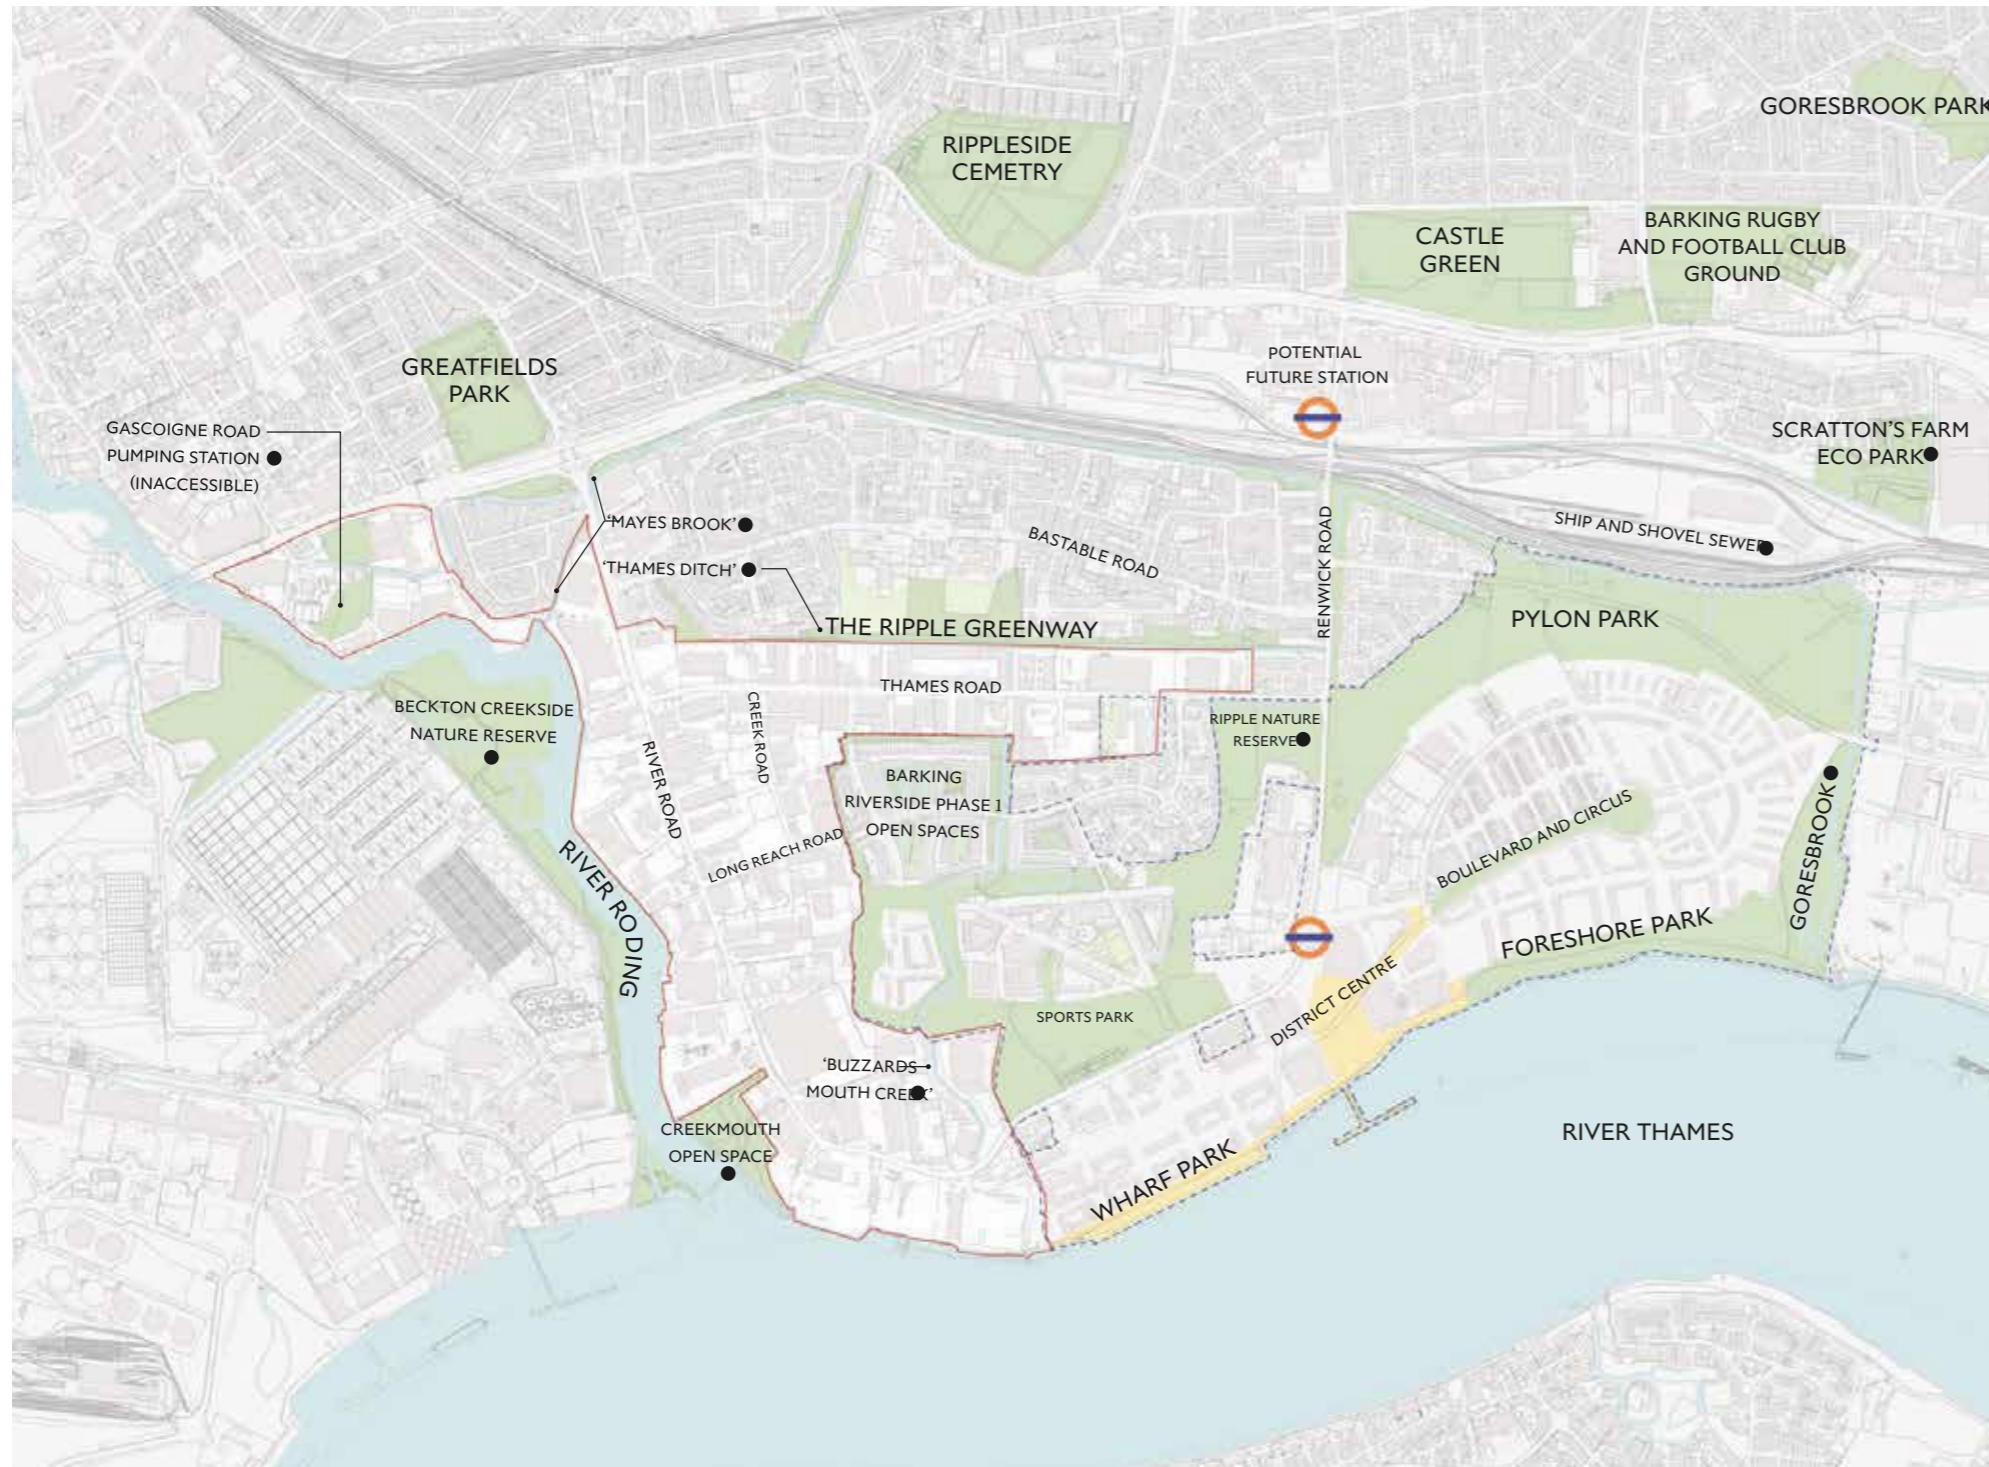 GORESBROOK PARK
RIPPLESIDE
CEMETRY
CASTLE
GREEN
BARKING RUGBY
AND FOOTBALL CLUB
GROUND
GREATFIELDS
PARK
POTENTIAL
FUTURE STATION
GASCOIGNE ROAD
PUMPING STATION
(INACCESSIBLE)
SCRATTON'S FARM
ECO PARK
'MAYES BROOK'
'THAMES DITCH'
BASTABLE ROAD
RENWICK ROAD
SHIP AND SHOVEL SEWER
THE RIPPLE GREENWAY
PYLON PARK
THAMES ROAD
CREEK ROAD
BECKTON CREEKSIDE
NATURE RESERVE
RIVER ROAD
RIPPLE NATURE
RESERVE
BARKING
RIVERSIDE PHASE 1
OPEN SPACES
LONG REACH ROAD
BOULEVARD AND CIRCUS
GORESBROOK
RIVER RODING
FORESHORE PARK
DISTRICT CENTRE
SPORTS PARK
'BUZZARDS
MOUTH CREEK'
CREEKMOUTH
OPEN SPACE
WHARF PARK
RIVER THAMES